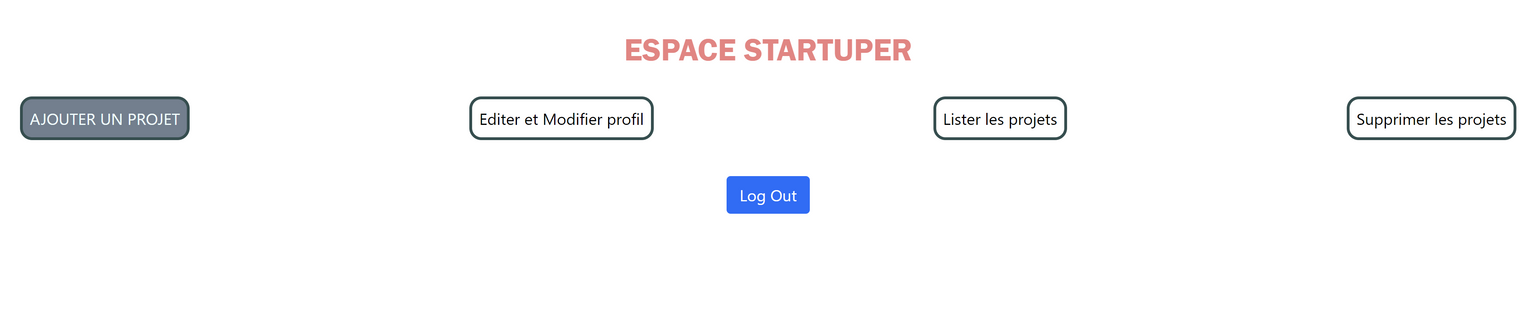 ESPACE STARTUPER
AJOUTER UN PROJET
Editer et Modifier profil
Lister les projets
Supprimer les projets
Log Out